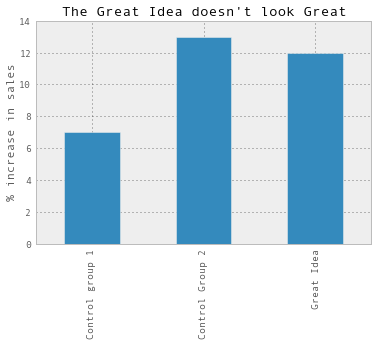 The Great Idea doesn't look Great
% increase in sales
14
12
10
8
6
4
2
0
Control group 1
Control Group 2
Great Idea